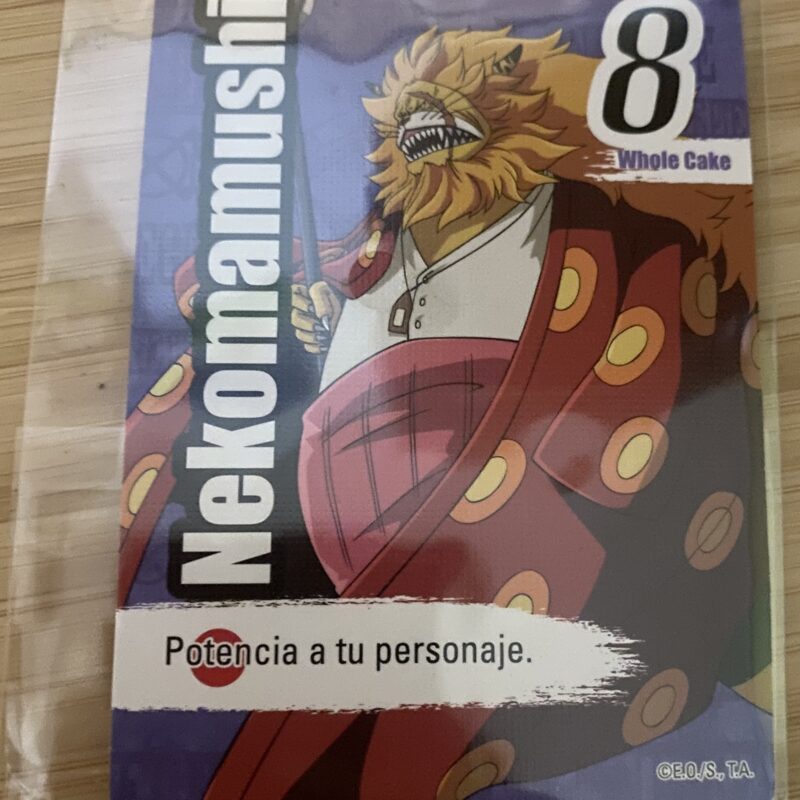 Nekomamushi
8
Whole Cake
Potencia a tu personaje.
©E.O./S., T.A.